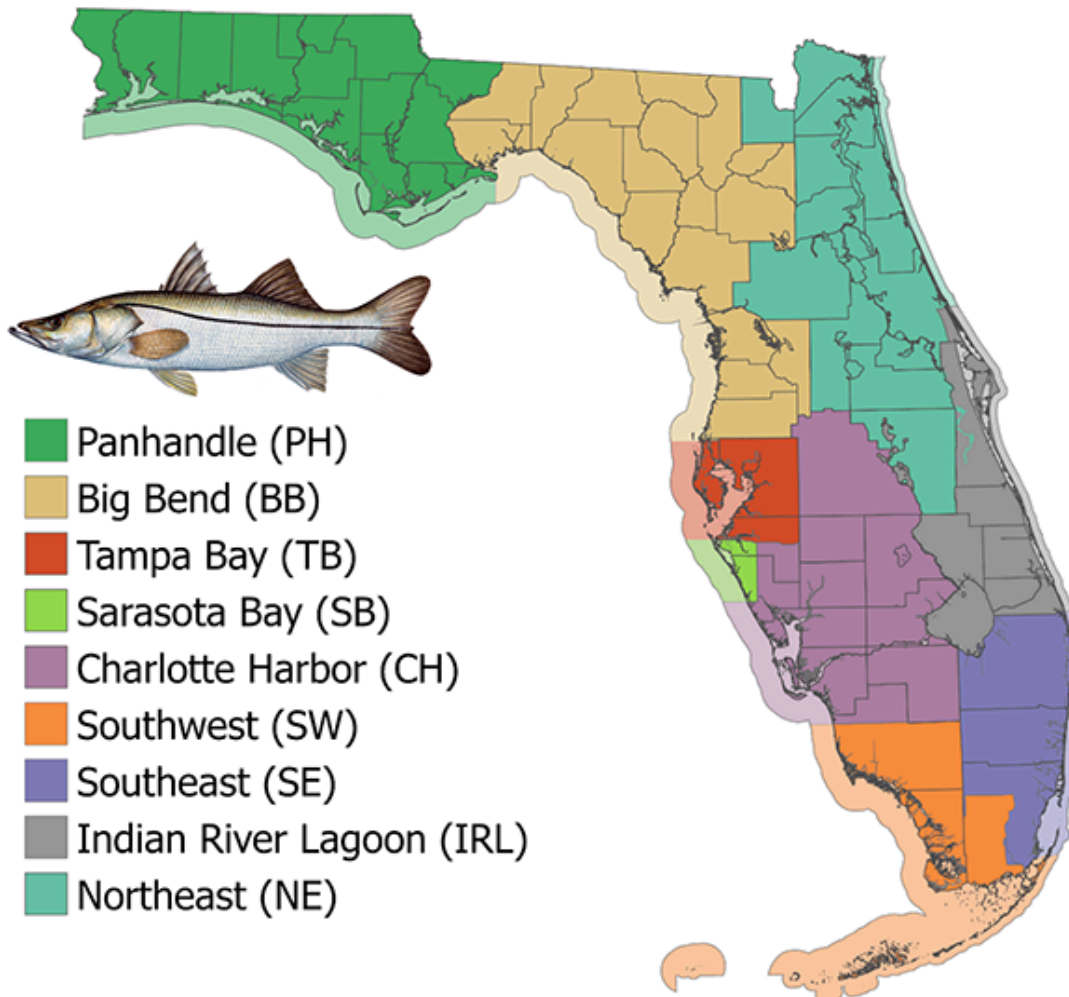 Panhandle (PH)
Big Bend (BB)
Tampa Bay (TB)
Sarasota Bay (SB)
Charlotte Harbor (CH)
Southwest (SW)
Southeast (SE)
Indian River Lagoon (IRL)
Northeast (NE)